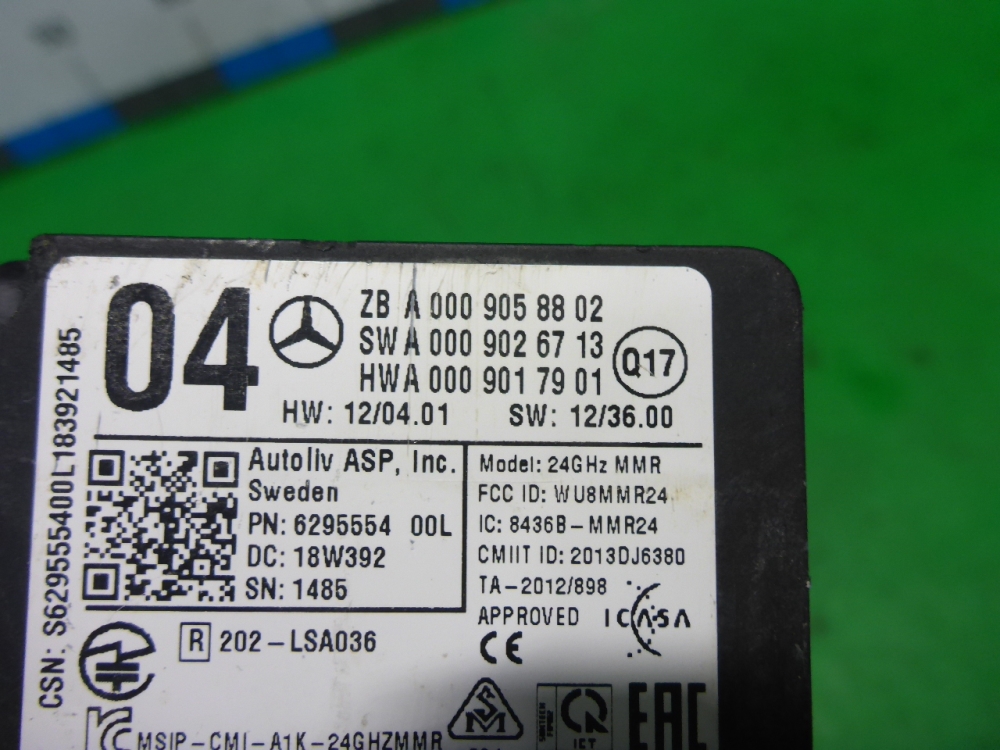 04
ZB A 000 905 88 02
SW A 000 902 67 13
HWA 000 901 79 01
Q17
HW: 12/04.01 SW: 12/36.00
CSN: S629555400L183921485
Autoliv ASP, Inc.
Sweden
PN: 6295554 00L
DC: 18W392
SN: 1485
Model: 24GHz MMR
FCC ID: WU8MMR24
IC: 8436B-MMR24
CMIIT ID: 2013DJ6380
TA-2012/898
APPROVED ICASA
CE
R 202-LSA036
MSIP-CMI-A1K-24GHZMMR
ICT
EAC